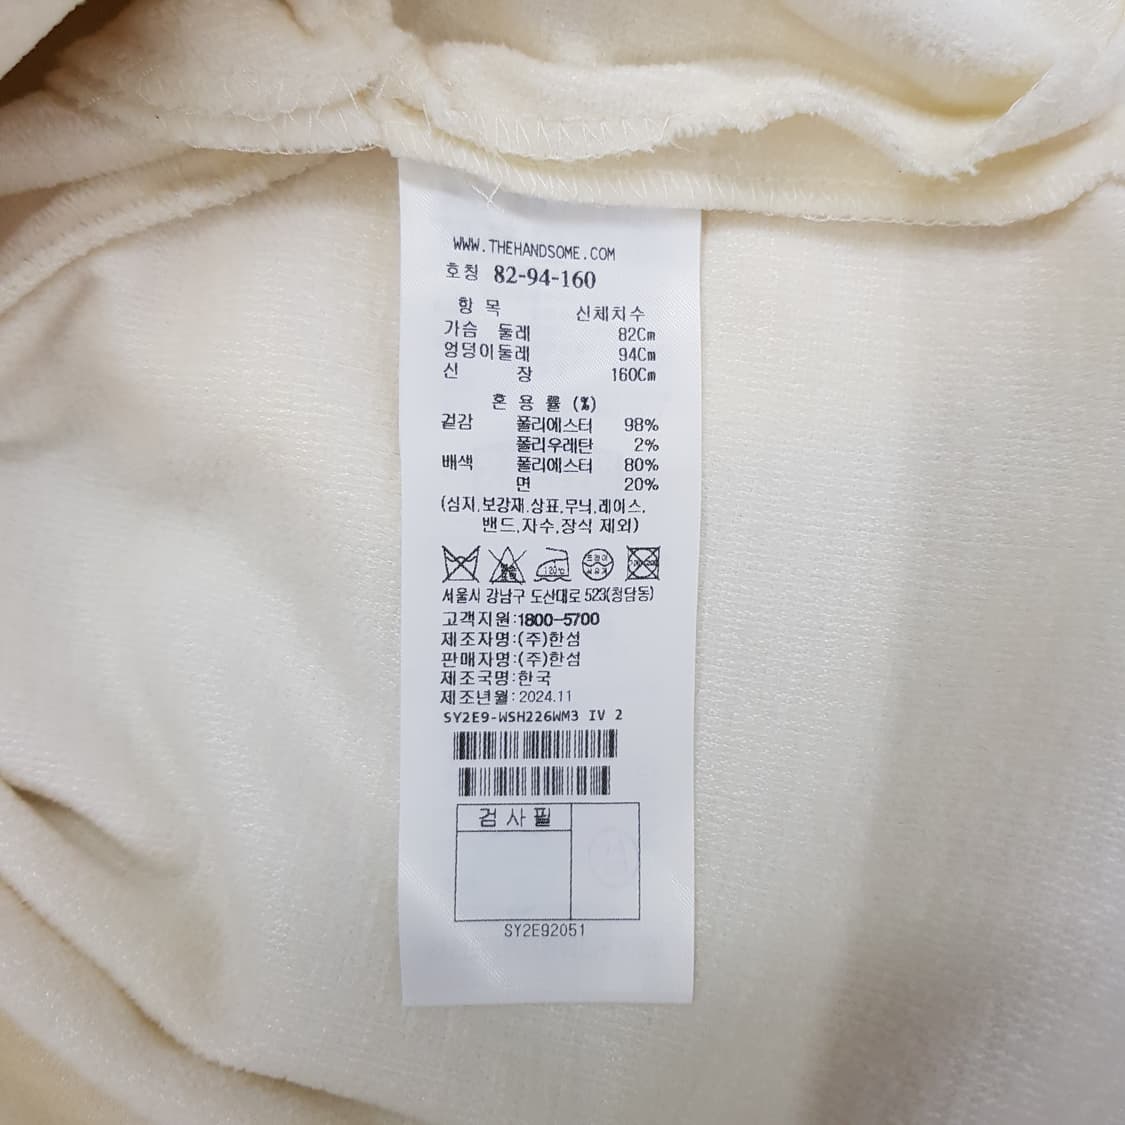 WWW.THEHANDSOME.COM
호칭 82-94-160
항 목 신체치수
가슴 둘레 82Cm
엉덩이둘레 94Cm
신 장 160Cm
혼 용 률 (%)
겉감 폴리에스터 98%
폴리우레탄 2%
배색 폴리에스터 80%
면 20%
(심지,보강재,상표,무늬,레이스,
밴드,자수,장식 제외)
120℃
서울시 강남구 도산대로 523(청담동)
고객지원:1800-5700
제조자명:(주)한섬
판매자명:(주)한섬
제조국명:한국
제조년월:2024.11
SY2E9-WSH226WM3 IV 2
검 사 필
SY2E92051